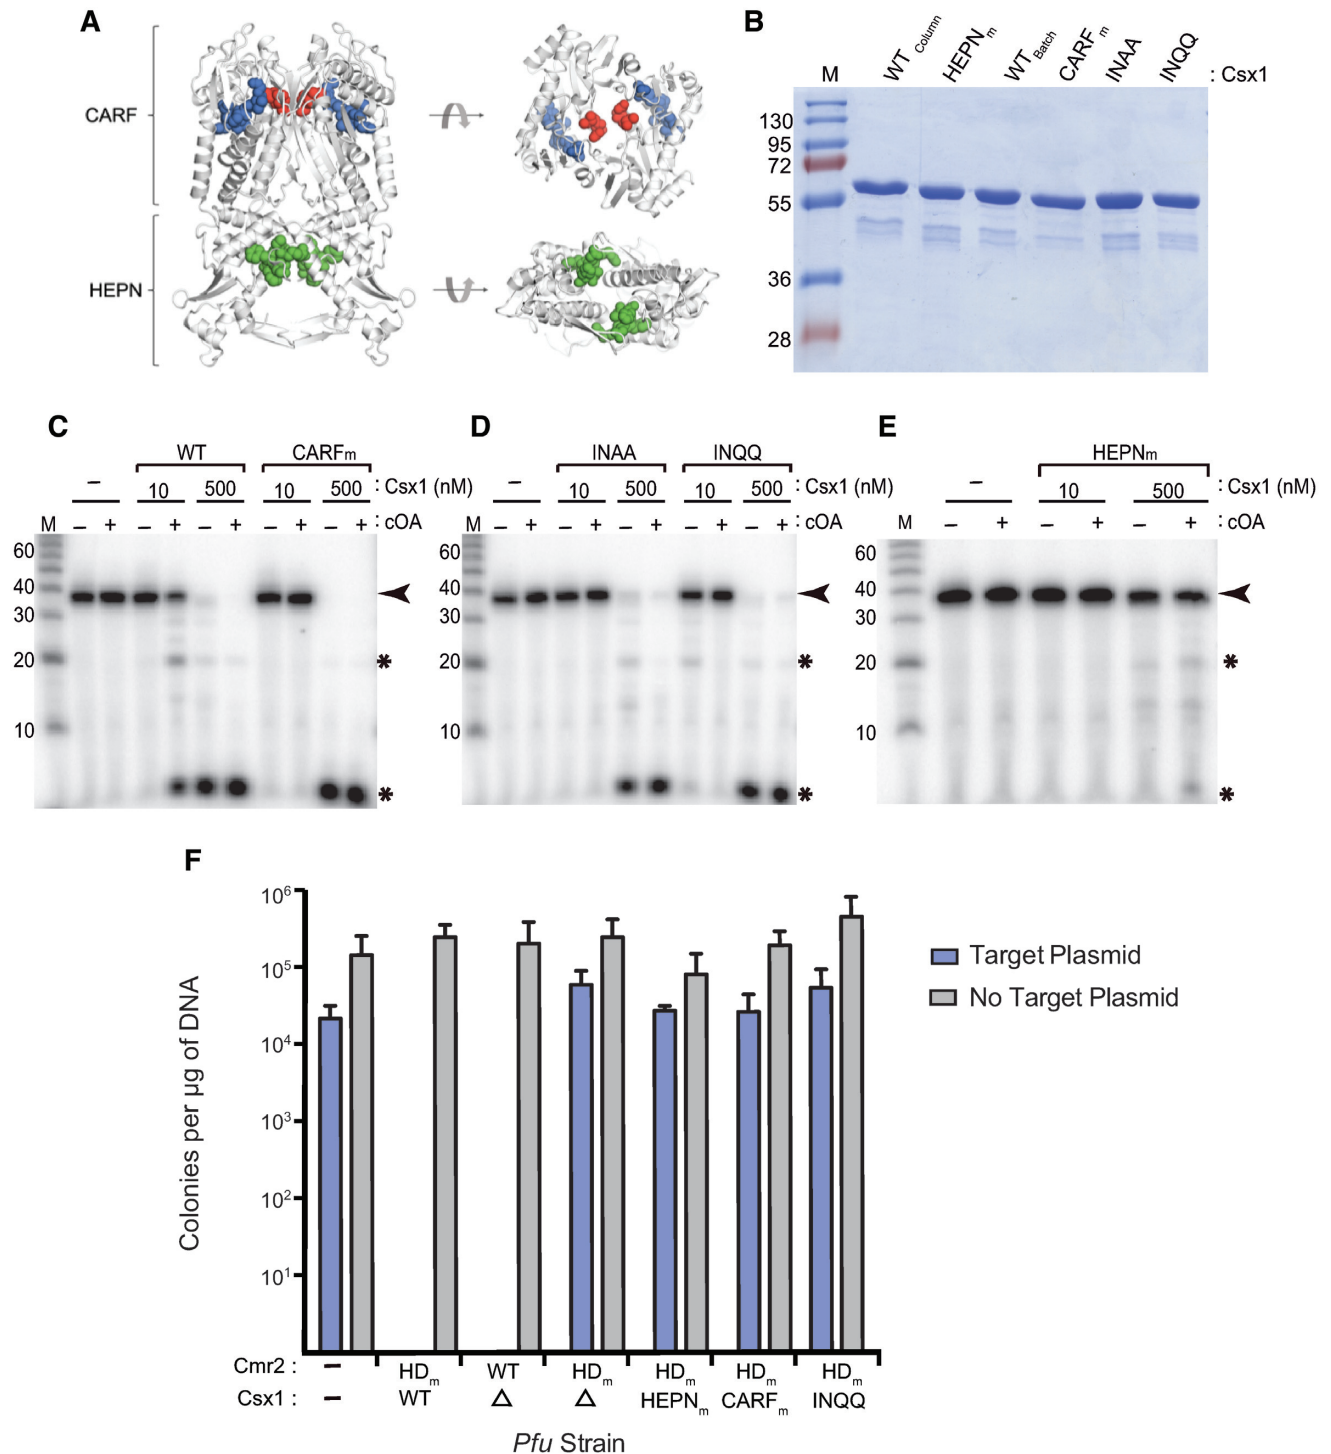 A
CARF
HEPN
B
M WT Column HEPNm WT Batch CARFm INAA INQQ : Csx1
130
95
72
55
36
28
C
WT CARFm
– 10 500 10 500 : Csx1 (nM)
M – + – + – + – + – + : cOA
60
40
30
20 *
10
*
D
INAA INQQ
– 10 500 10 500 : Csx1 (nM)
M – + – + – + – + – + : cOA
60
40
30
20 *
10
*
E
HEPNm
– 10 500 : Csx1 (nM)
M – + – + – + : cOA
60
40
30
20 *
10
*
F
Colonies per µg of DNA
10⁶
10⁵
10⁴
10³
10²
10¹
Target Plasmid
No Target Plasmid
Cmr2 : – HDm WT HDm HDm HDm HDm
Csx1 : – WT Δ Δ HEPNm CARFm INQQ
Pfu Strain